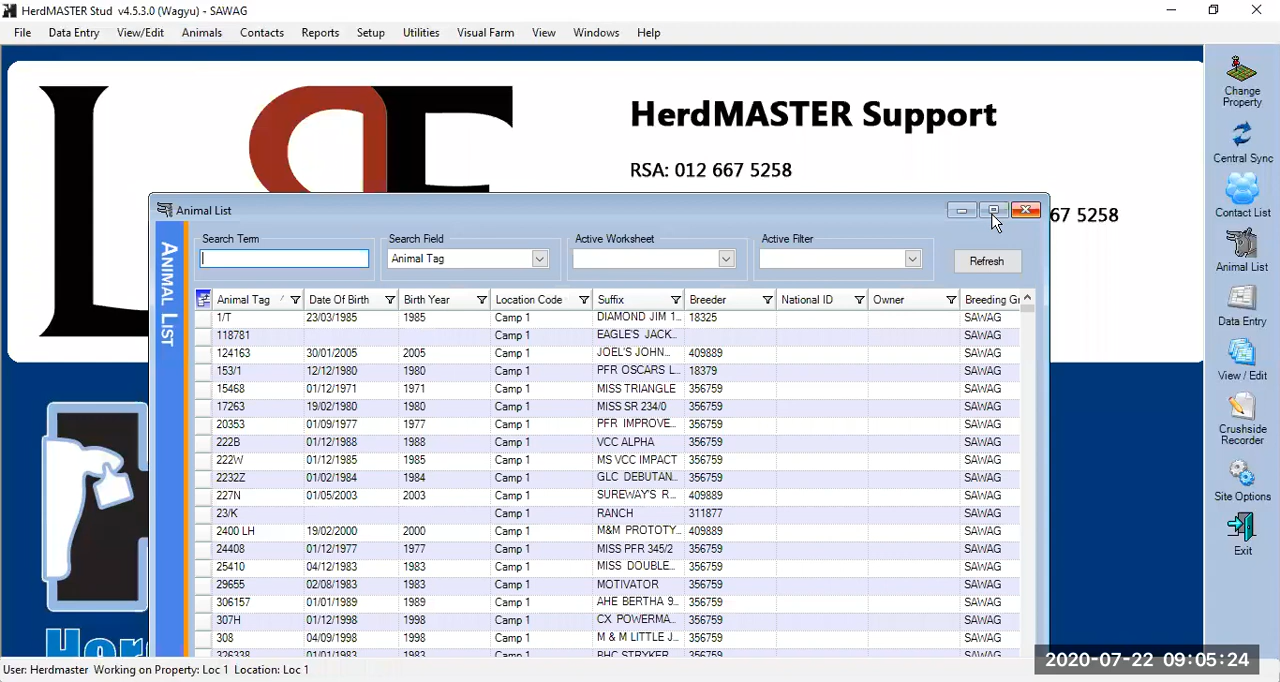 HerdMASTER Stud v4.5.3.0 (Wagyu) - SAWAG
File Data Entry View/Edit Animals Contacts Reports Setup Utilities Visual Farm View Windows Help
HerdMASTER Support
RSA: 012 667 5258
67 5258
Change Property
Central Sync
Contact List
Animal List
Data Entry
View / Edit
Crushside Recorder
Site Options
Exit
Animal List
ANIMAL LIST
Search Term Search Field Active Worksheet Active Filter
Animal Tag Refresh
Animal Tag Date Of Birth Birth Year Location Code Suffix Breeder National ID Owner Breeding Gr
1/T 23/03/1985 1985 Camp 1 DIAMOND JIM 1... 18325 SAWAG
118781 Camp 1 EAGLE'S JACK... SAWAG
124163 30/01/2005 2005 Camp 1 JOEL'S JOHN... 409889 SAWAG
153/1 12/12/1980 1980 Camp 1 PFR OSCARS L... 18379 SAWAG
15468 01/12/1971 1971 Camp 1 MISS TRIANGLE 356759 SAWAG
17263 19/02/1980 1980 Camp 1 MISS SR 234/0 356759 SAWAG
20353 01/09/1977 1977 Camp 1 PFR IMPROVE... 356759 SAWAG
222B 01/12/1988 1988 Camp 1 VCC ALPHA 356759 SAWAG
222W 01/12/1985 1985 Camp 1 MS VCC IMPACT 356759 SAWAG
2232Z 01/02/1984 1984 Camp 1 GLC DEBUTAN... 356759 SAWAG
227N 01/05/2003 2003 Camp 1 SUREWAY'S R... 409889 SAWAG
23/K Camp 1 RANCH 311877 SAWAG
2400 LH 19/02/2000 2000 Camp 1 M&M PROTOTY... 409889 SAWAG
24408 01/12/1977 1977 Camp 1 MISS PFR 345/2 356759 SAWAG
25410 04/12/1983 1983 Camp 1 MISS DOUBLE... 356759 SAWAG
29655 02/08/1983 1983 Camp 1 MOTIVATOR 356759 SAWAG
306157 01/01/1989 1989 Camp 1 AHE BERTHA 9... 356759 SAWAG
307H 01/12/1998 1998 Camp 1 CX POWERMA... 356759 SAWAG
308 04/09/1998 1998 Camp 1 M & M LITTLE J... 356759 SAWAG
326338 01/01/1983 1983 Camp 1 RHC STRYKER... 356759 SAWAG
Her
User: Herdmaster Working on Property: Loc 1 Location: Loc 1
2020-07-22 09:05:24